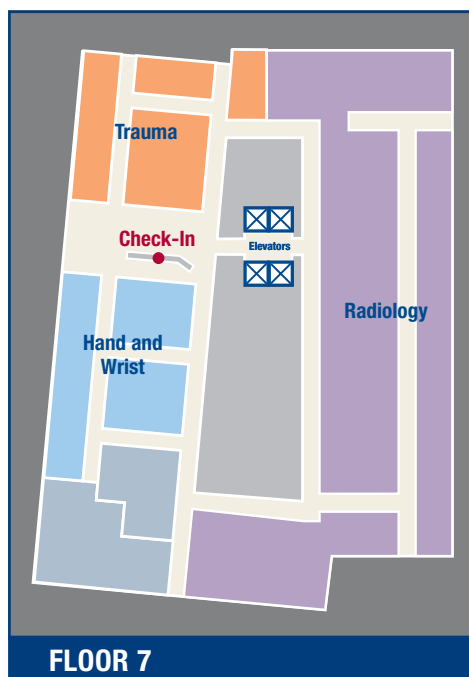 Trauma
Check-In
Elevators
Radiology
Hand and
Wrist
FLOOR 7